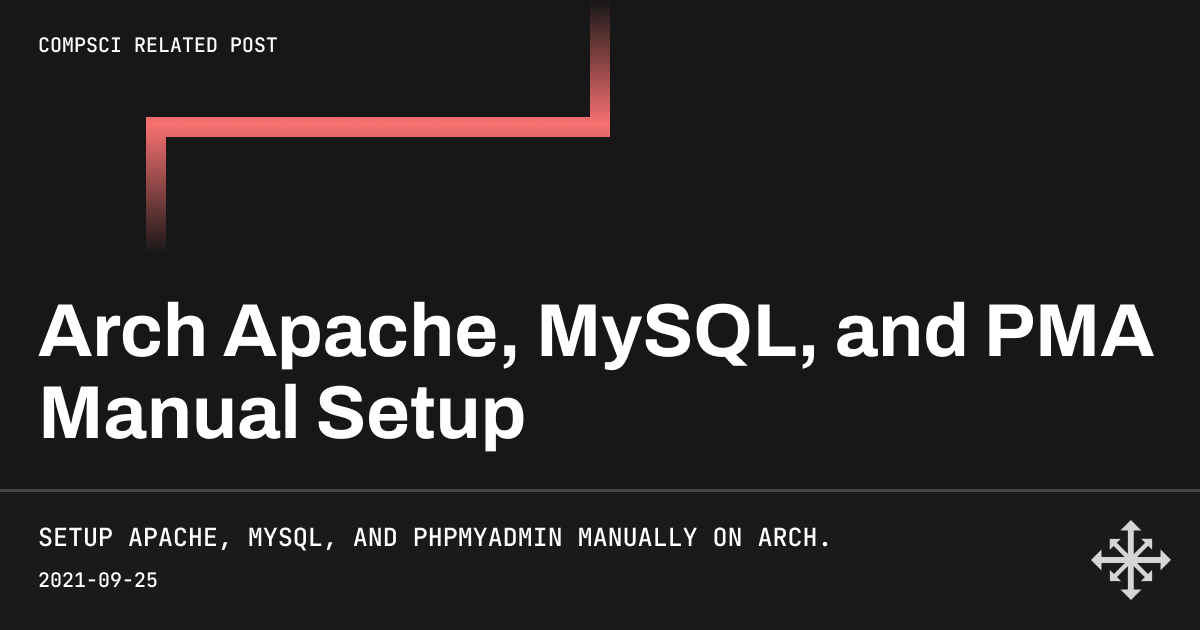 COMPSCI RELATED POST
Arch Apache, MySQL, and PMA
Manual Setup
SETUP APACHE, MYSQL, AND PHPMYADMIN MANUALLY ON ARCH.
2021-09-25